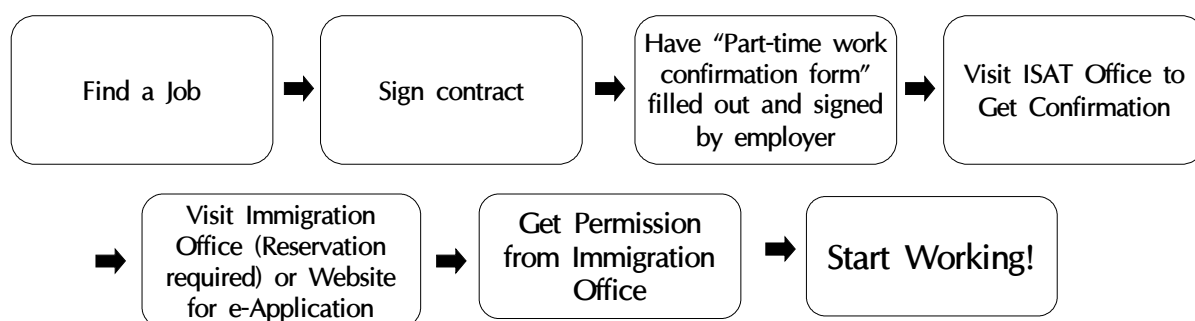 Find a Job
Sign contract
Have “Part-time work
confirmation form”
filled out and signed
by employer
Visit ISAT Office to
Get Confirmation
Visit Immigration
Office (Reservation
required) or Website
for e-Application
Get Permission
from Immigration
Office
Start Working!